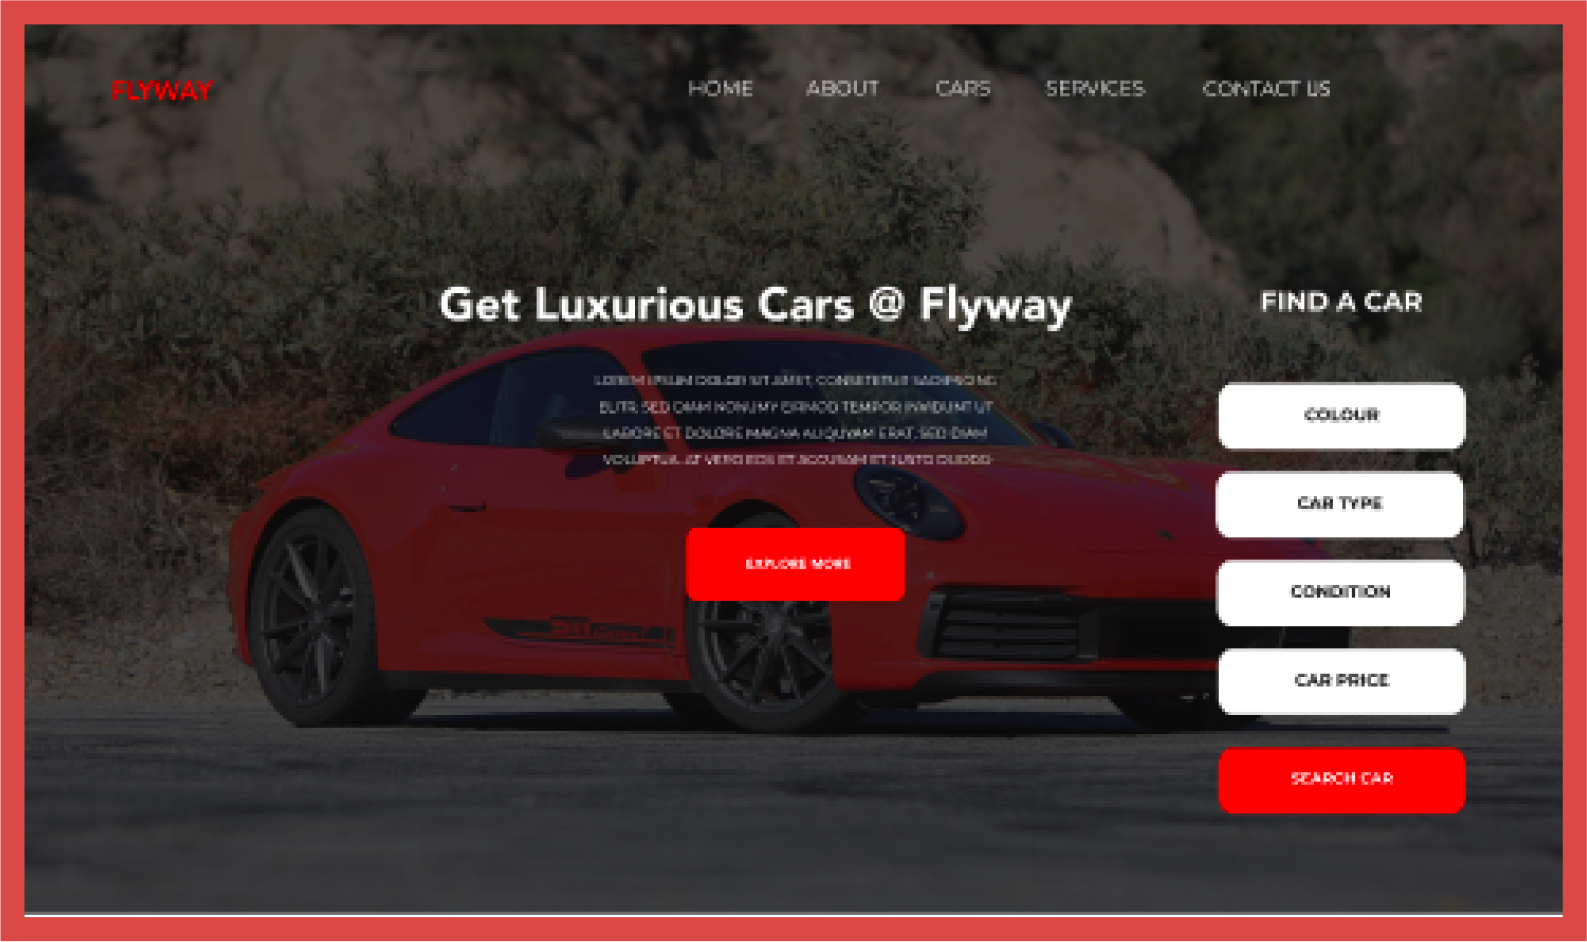 FLYWAY
HOME ABOUT CARS SERVICES CONTACT US
Get Luxurious Cars @ Flyway
FIND A CAR
LOREM IPSUM DOLOR SIT AMET, CONSETETUR SADIPSCING
ELITR, SED DIAM NONUMY EIRMOD TEMPOR INVIDUNT UT
LABORE ET DOLORE MAGNA ALIQUYAM ERAT, SED DIAM
VOLUPTUA. AT VERO EOS ET ACCUSAM ET JUSTO DUO DO
EXPLORE MORE
COLOUR
CAR TYPE
CONDITION
CAR PRICE
SEARCH CAR